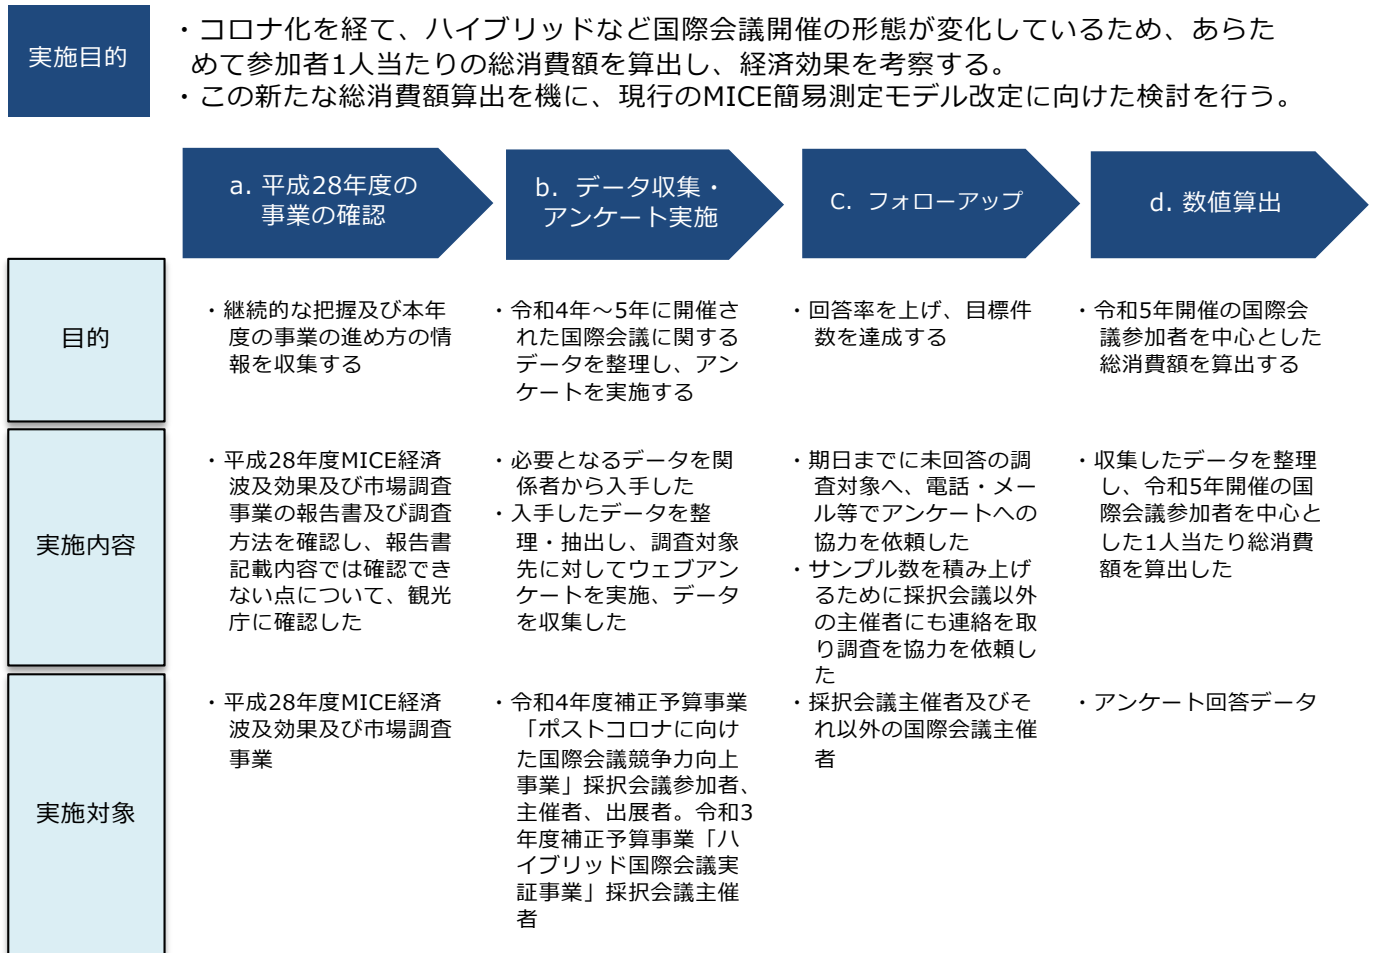 実施目的
・コロナ化を経て、ハイブリッドなど国際会議開催の形態が変化しているため、あらた
めて参加者1人当たりの総消費額を算出し、経済効果を考察する。
・この新たな総消費額算出を機に、現行のMICE簡易測定モデル改定に向けた検討を行う。
a. 平成28年度の
事業の確認
b. データ収集・
アンケート実施
C. フォローアップ
d. 数値算出
目的
・継続的な把握及び本年
度の事業の進め方の情
報を収集する
・令和4年～5年に開催さ
れた国際会議に関する
データを整理し、アン
ケートを実施する
・回答率を上げ、目標件
数を達成する
・令和5年開催の国際会
議参加者を中心とした
総消費額を算出する
実施内容
・平成28年度MICE経済
波及効果及び市場調査
事業の報告書及び調査
方法を確認し、報告書
記載内容では確認でき
ない点について、観光
庁に確認した
・必要となるデータを関
係者から入手した
・入手したデータを整
理・抽出し、調査対象
先に対してウェブアン
ケートを実施、データ
を収集した
・期日までに未回答の調
査対象へ、電話・メー
ル等でアンケートへの
協力を依頼した
・サンプル数を積み上げ
るために採択会議以外
の主催者にも連絡を取
り調査を協力を依頼し
た
・収集したデータを整理
し、令和5年開催の国
際会議参加者を中心と
した1人当たり総消費
額を算出した
実施対象
・平成28年度MICE経済
波及効果及び市場調査
事業
・令和4年度補正予算事業
「ポストコロナに向け
た国際会議競争力向上
事業」採択会議参加者、
主催者、出展者。令和3
年度補正予算事業「ハ
イブリッド国際会議実
証事業」採択会議主催
者
・採択会議主催者及びそ
れ以外の国際会議主催
者
・アンケート回答データ